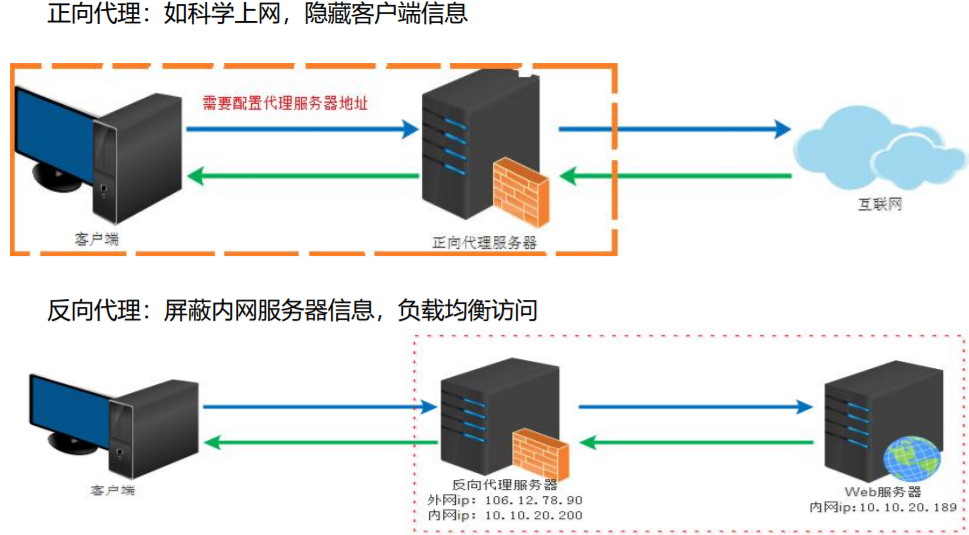 正向代理：如科学上网，隐藏客户端信息
需要配置代理服务器地址
客户端
正向代理服务器
互联网
反向代理：屏蔽内网服务器信息，负载均衡访问
客户端
反向代理服务器
外网ip：106.12.78.90
内网ip：10.10.20.200
Web服务器
内网ip:10.10.20.189